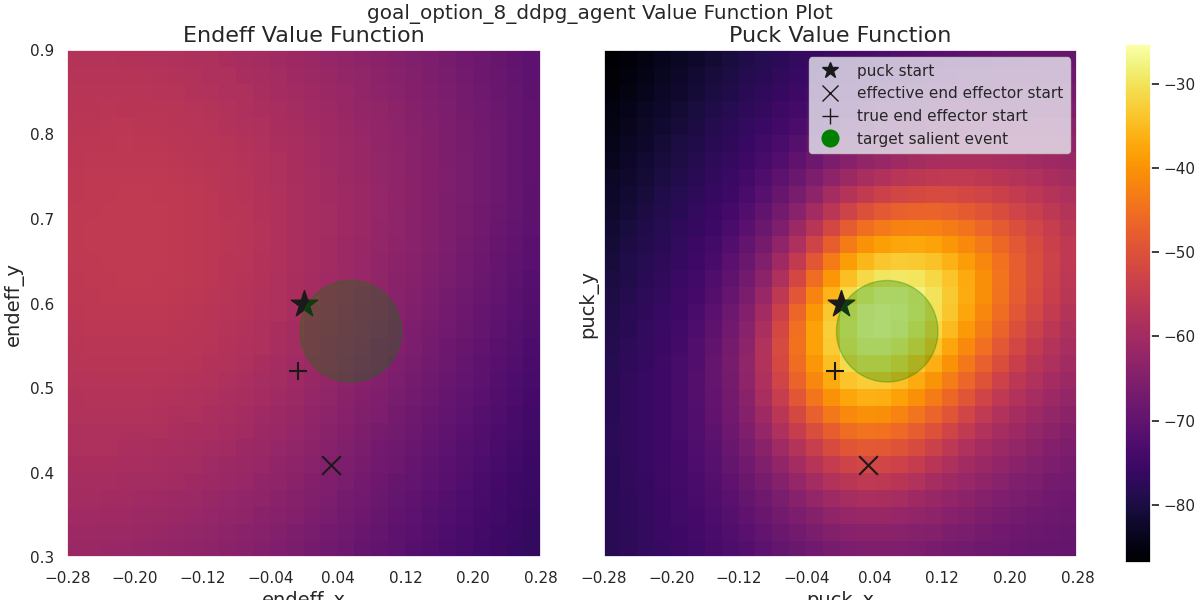 goal_option_8_ddpg_agent Value Function Plot
Endeff Value Function
Puck Value Function
0.9
0.8
0.7
0.6
0.5
0.4
0.3
endeff_y
−0.28 −0.20 −0.12 −0.04 0.04 0.12 0.20 0.28
endeff_x
puck_y
puck start
effective end effector start
true end effector start
target salient event
−0.28 −0.20 −0.12 −0.04 0.04 0.12 0.20 0.28
puck_x
−30
−40
−50
−60
−70
−80